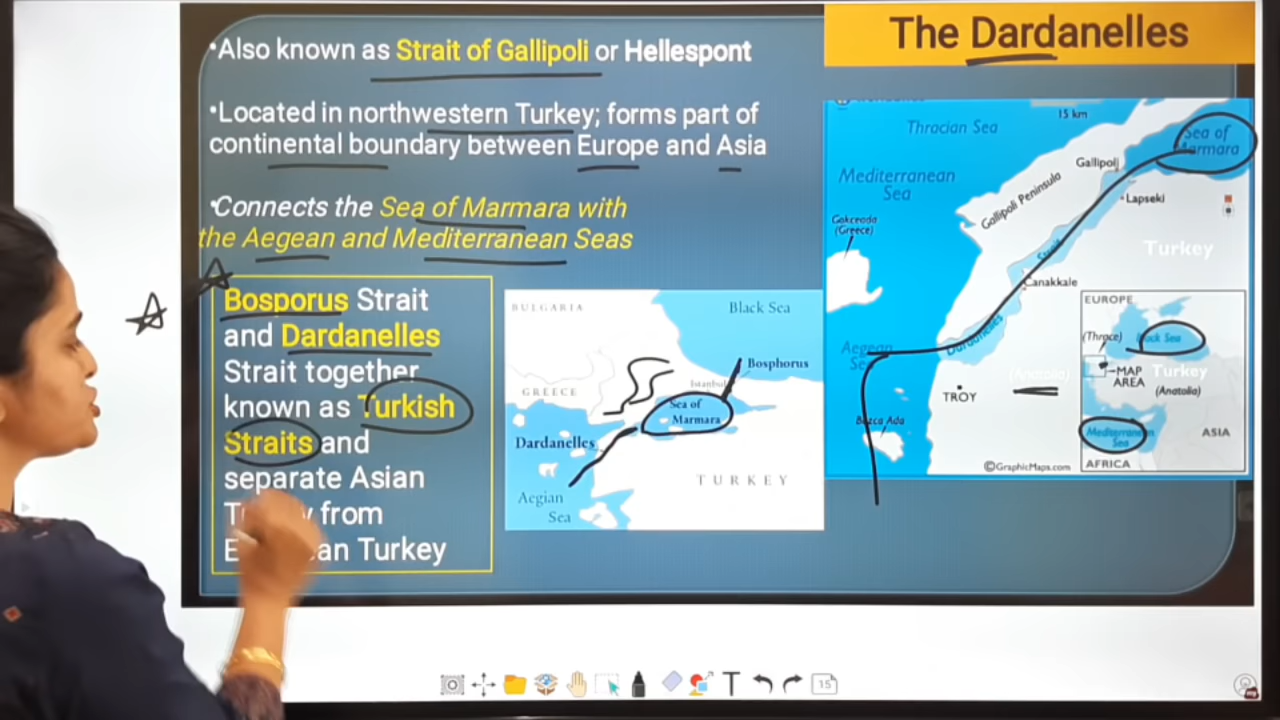 The Dardanelles
•Also known as Strait of Gallipoli or Hellespont
•Located in northwestern Turkey; forms part of
continental boundary between Europe and Asia
•Connects the Sea of Marmara with
the Aegean and Mediterranean Seas
Bosporus Strait
and Dardanelles
Strait together
known as Turkish
Straits and
separate Asian
from
Turkey
BULGARIA
Black Sea
Bosphorus
Istanbul
GREECE
Sea of
Marmara
Dardanelles
TURKEY
Aegian
Sea
15 km
Thracian Sea
Sea of
Marmara
Gallipoli
Mediterranean
Sea
Lapseki
Gallipoli Peninsula
Gokceada
(Greece)
Turkey
Canakkale
Dardanelles
Aegean
Sea
(Anatolia)
TROY
Bozca Ada
©GraphicMaps.com
EUROPE
(Thrace)
Black Sea
MAP
AREA
Turkey
(Anatolia)
Mediterranean
Sea
ASIA
AFRICA
15